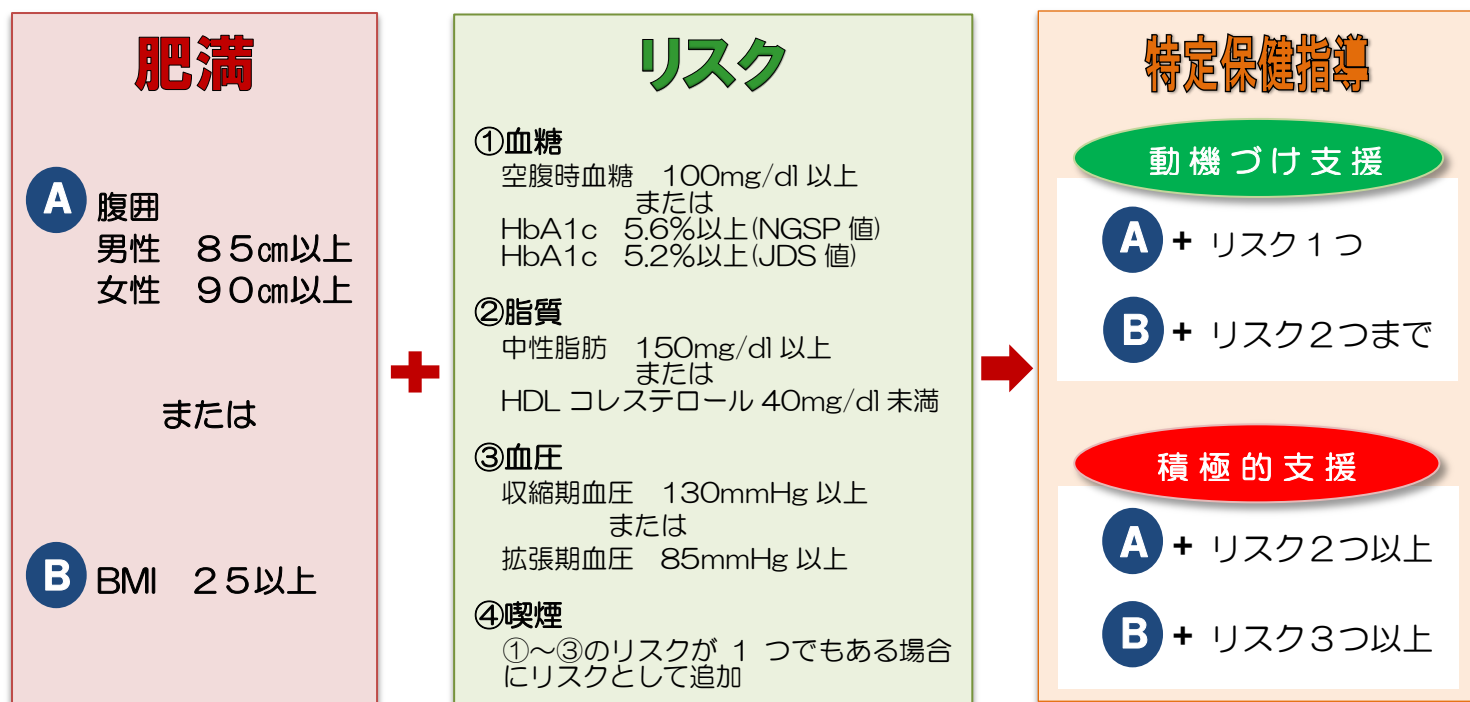 肥満
A 腹囲
男性　８５㎝以上
女性　９０㎝以上
または
B BMI　２５以上
リスク
①血糖
空腹時血糖　100mg/dl 以上
または
HbA1c　5.6%以上(NGSP 値)
HbA1c　5.2%以上(JDS 値)
②脂質
中性脂肪　150mg/dl 以上
または
HDL コレステロール 40mg/dl 未満
③血圧
収縮期血圧　130mmHg 以上
または
拡張期血圧　85mmHg 以上
④喫煙
①～③のリスクが 1 つでもある場合
にリスクとして追加
特定保健指導
動機づけ支援
A + リスク１つ
B + リスク２つまで
積極的支援
A + リスク２つ以上
B + リスク３つ以上